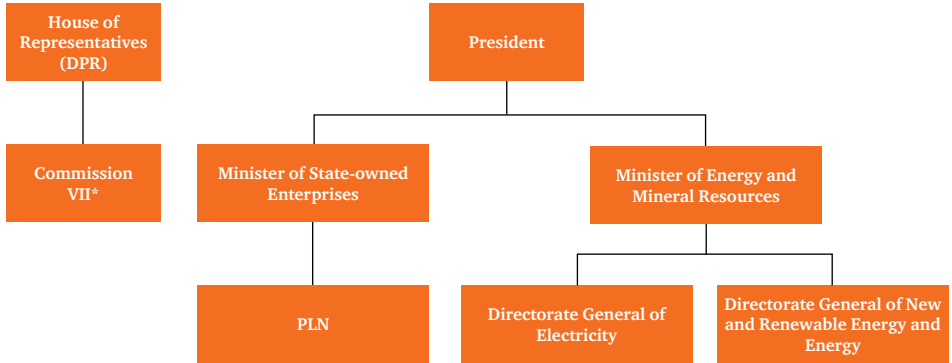 House of
Representatives
(DPR)
President
Commission
VII*
Minister of State-owned
Enterprises
Minister of Energy and
Mineral Resources
PLN
Directorate General of
Electricity
Directorate General of New
and Renewable Energy and
Energy